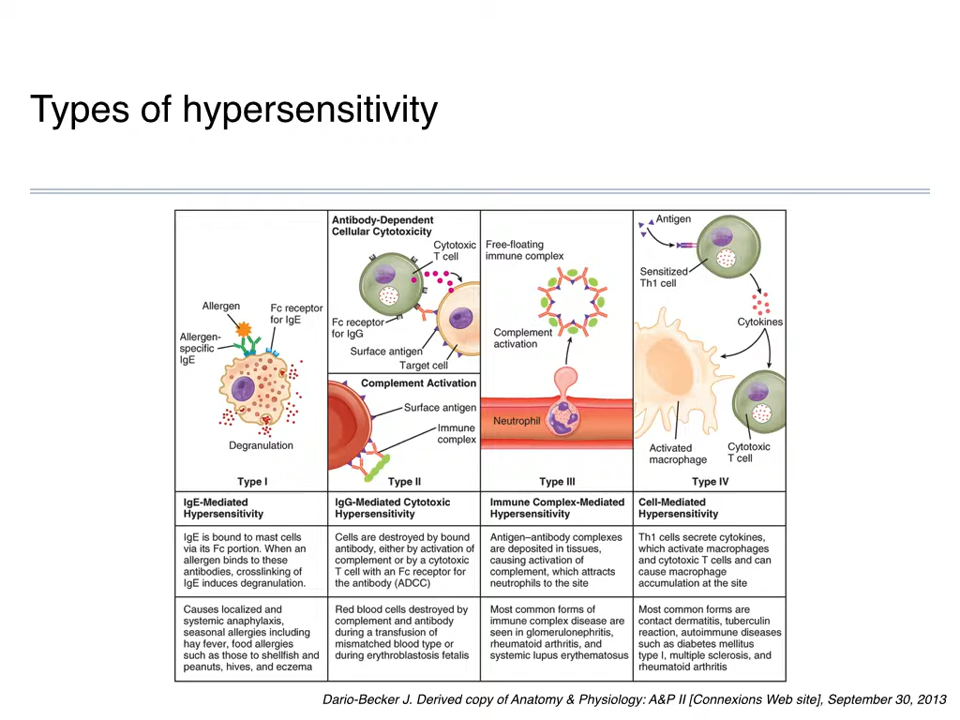 Types of hypersensitivity
Allergen
Fc receptor
for IgE
Allergen-
specific
IgE
Degranulation
Type I
Antibody-Dependent
Cellular Cytotoxicity
Cytotoxic
T cell
Fc receptor
for IgG
Surface antigen
Target cell
Complement Activation
Surface antigen
Immune
complex
Type II
Free-floating
immune complex
Complement
activation
Neutrophil
Type III
Antigen
Sensitized
Th1 cell
Cytokines
Activated
macrophage
Cytotoxic
T cell
Type IV
IgE-Mediated
Hypersensitivity
IgG-Mediated Cytotoxic
Hypersensitivity
Immune Complex-Mediated
Hypersensitivity
Cell-Mediated
Hypersensitivity
IgE is bound to mast cells
via its Fc portion. When an
allergen binds to these
antibodies, crosslinking of
IgE induces degranulation.
Cells are destroyed by bound
antibody, either by activation of
complement or by a cytotoxic
T cell with an Fc receptor for
the antibody (ADCC)
Antigen–antibody complexes
are deposited in tissues,
causing activation of
complement, which attracts
neutrophils to the site
Th1 cells secrete cytokines,
which activate macrophages
and cytotoxic T cells and can
cause macrophage
accumulation at the site
Causes localized and
systemic anaphylaxis,
seasonal allergies including
hay fever, food allergies
such as those to shellfish and
peanuts, hives, and eczema
Red blood cells destroyed by
complement and antibody
during a transfusion of
mismatched blood type or
during erythroblastosis fetalis
Most common forms of
immune complex disease are
seen in glomerulonephritis,
rheumatoid arthritis, and
systemic lupus erythematosus
Most common forms are
contact dermatitis, tuberculin
reaction, autoimmune diseases
such as diabetes mellitus
type I, multiple sclerosis, and
rheumatoid arthritis
Dario-Becker J. Derived copy of Anatomy & Physiology: A&P II [Connexions Web site], September 30, 2013